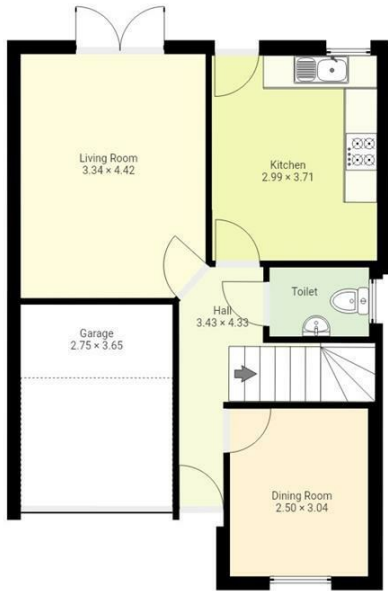 Living Room
3.34 × 4.42
Kitchen
2.99 × 3.71
Toilet
Hall
3.43 × 4.33
Garage
2.75 × 3.65
Dining Room
2.50 × 3.04